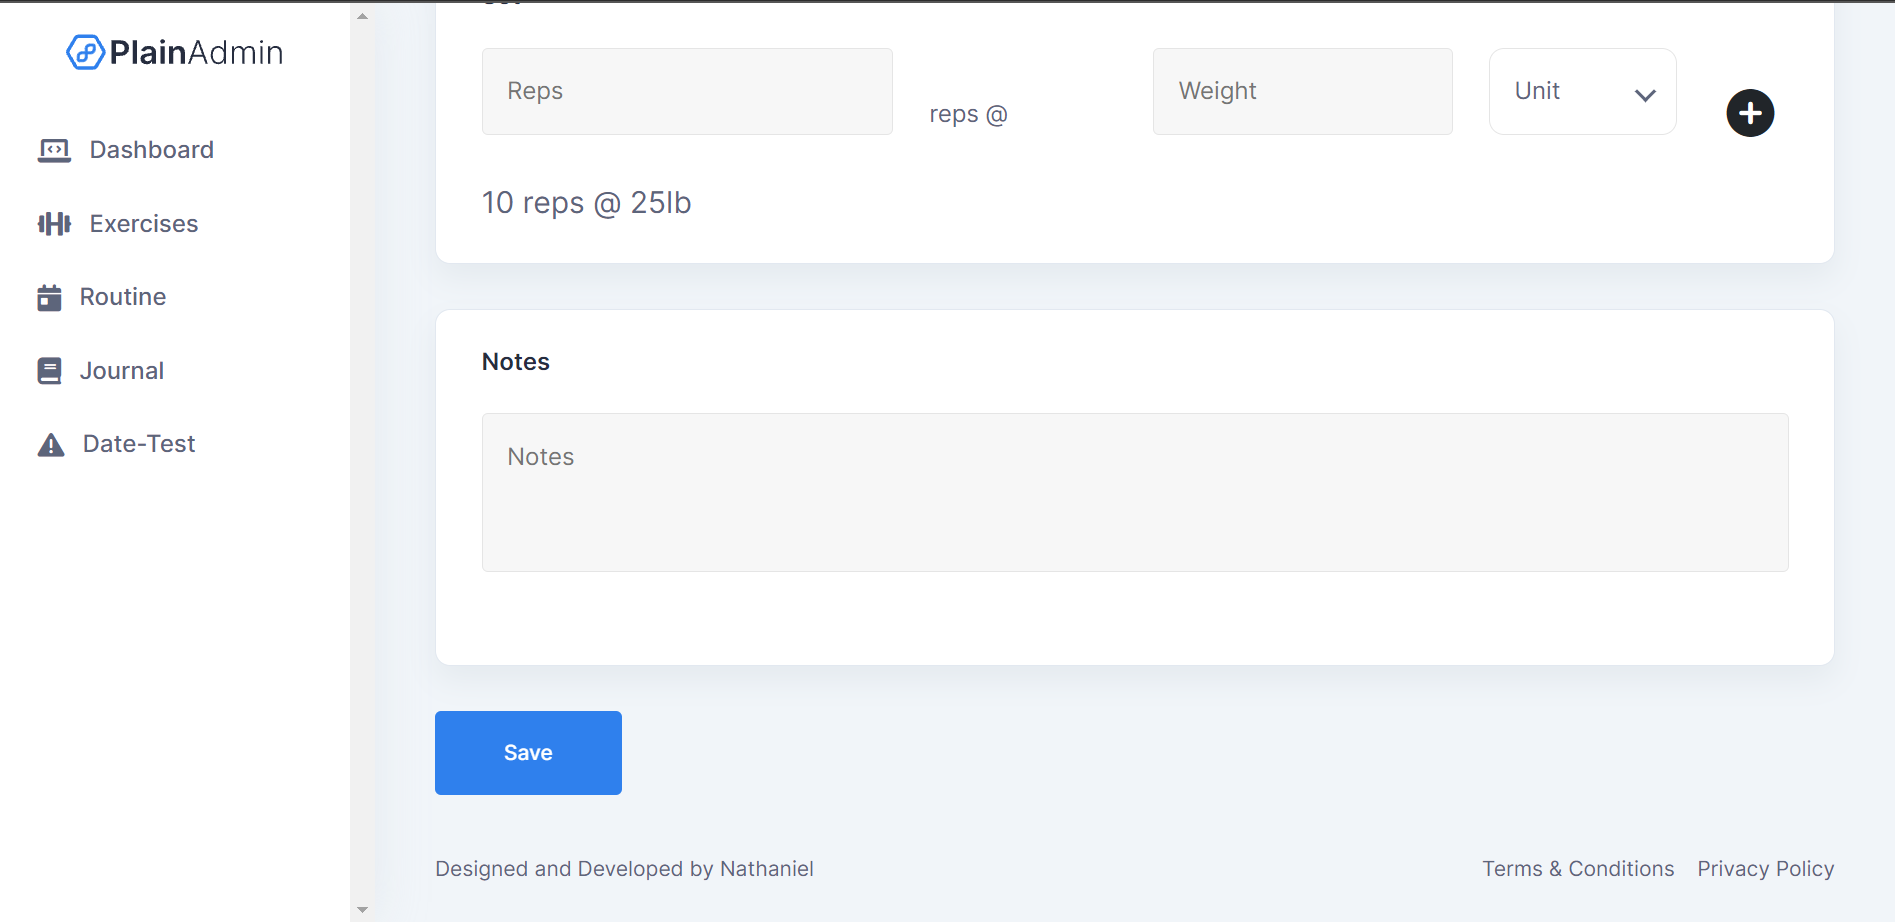 PlainAdmin
Dashboard
Exercises
Routine
Journal
Date-Test
Reps
reps @
Weight
Unit
10 reps @ 25lb
Notes
Notes
Save
Designed and Developed by Nathaniel
Terms & Conditions
Privacy Policy